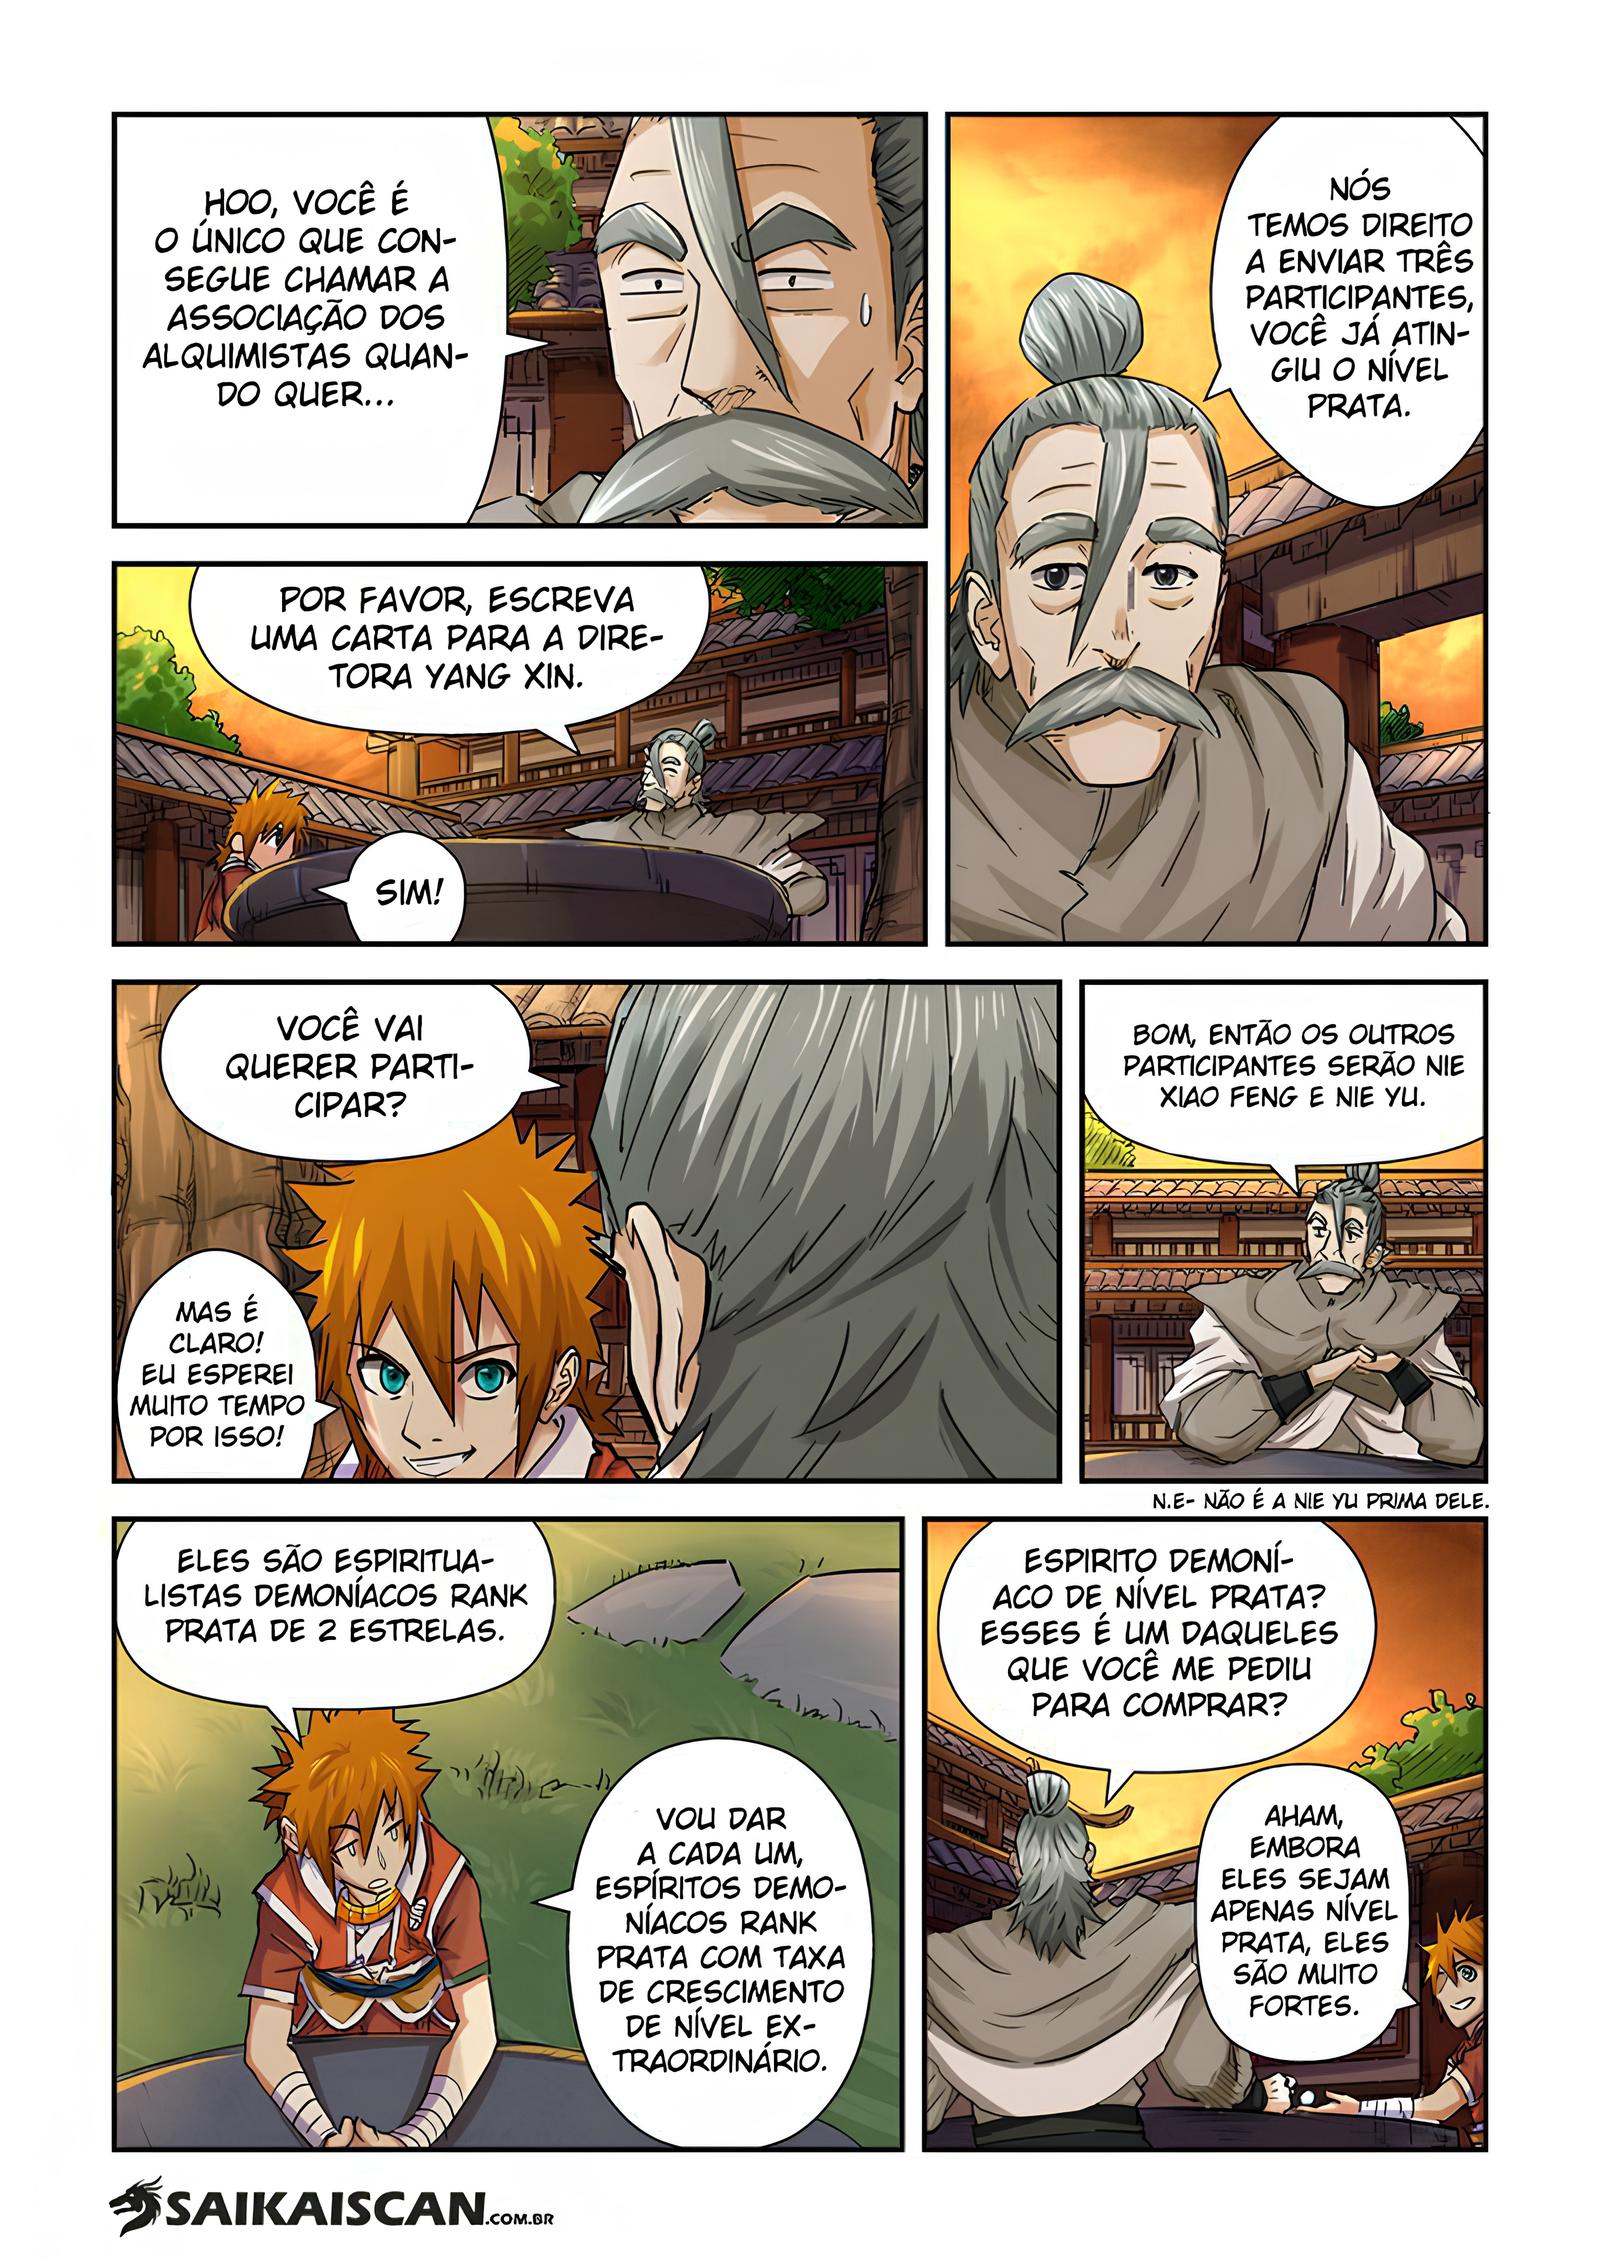 HOO, VOCÊ É
O ÚNICO QUE CON-
SEGUE CHAMAR A
ASSOCIAÇÃO DOS
ALQUIMISTAS QUAN-
DO QUER...
POR FAVOR, ESCREVA
UMA CARTA PARA A DIRE-
TORA YANG XIN.
SIM!
NÓS
TEMOS DIREITO
A ENVIAR TRÊS
PARTICIPANTES,
VOCÊ JÁ ATIN-
GIU O NÍVEL
PRATA.
VOCÊ VAI
QUERER PARTI-
CIPAR?
MAS É
CLARO!
EU ESPEREI
MUITO TEMPO
POR ISSO!
BOM, ENTÃO OS OUTROS
PARTICIPANTES SERÃO NIE
XIAO FENG E NIE YU.
N.E- NÃO É A NIE YU PRIMA DELE.
ELES SÃO ESPIRITUA-
LISTAS DEMONÍACOS RANK
PRATA DE 2 ESTRELAS.
VOU DAR
A CADA UM,
ESPÍRITOS DEMO-
NÍACOS RANK
PRATA COM TAXA
DE CRESCIMENTO
DE NÍVEL EX-
TRAORDINÁRIO.
ESPIRITO DEMONÍ-
ACO DE NÍVEL PRATA?
ESSES É UM DAQUELES
QUE VOCÊ ME PEDIU
PARA COMPRAR?
AHAM,
EMBORA
ELES SEJAM
APENAS NÍVEL
PRATA, ELES
SÃO MUITO
FORTES.
SAIKAISCAN.COM.BR